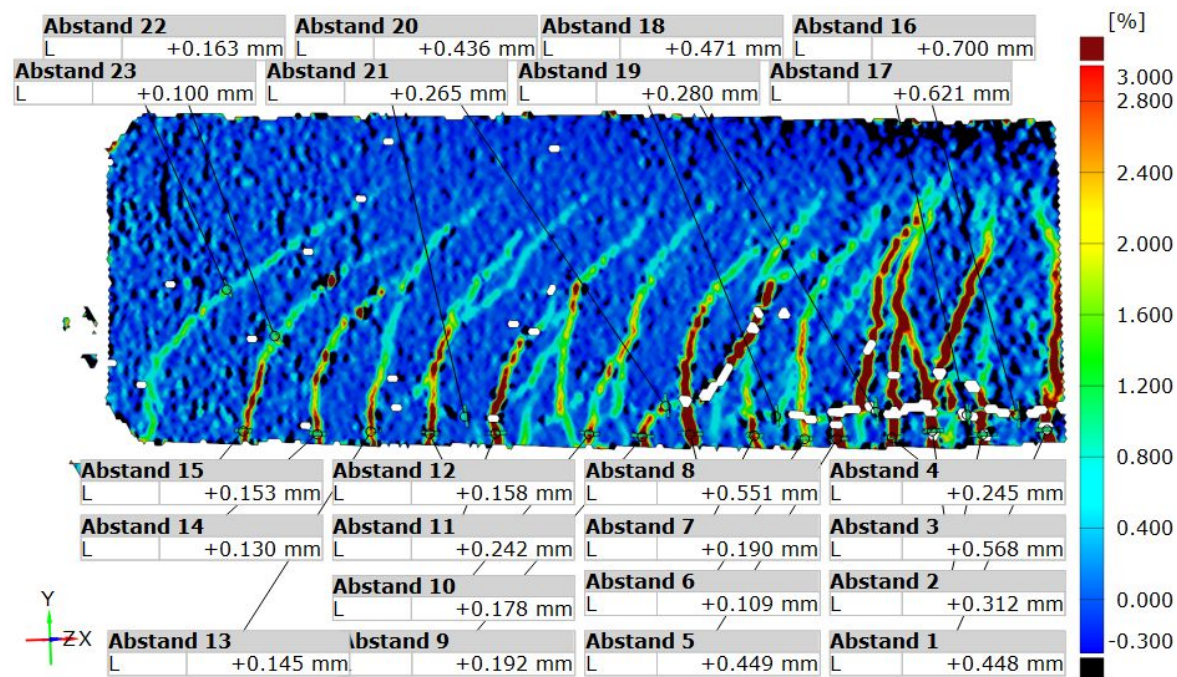 Abstand 22 Abstand 20 Abstand 18 Abstand 16 [%]
L +0.163 mm L +0.436 mm L +0.471 mm L +0.700 mm
Abstand 23 Abstand 21 Abstand 19 Abstand 17
L +0.100 mm L +0.265 mm L +0.280 mm L +0.621 mm
3.000
2.800
2.400
2.000
1.600
1.200
0.800
0.400
0.000
-0.300
Abstand 15 Abstand 12 Abstand 8 Abstand 4
L +0.153 mm L +0.158 mm L +0.551 mm L +0.245 mm
Abstand 14 Abstand 11 Abstand 7 Abstand 3
L +0.130 mm L +0.242 mm L +0.190 mm L +0.568 mm
Abstand 10 Abstand 6 Abstand 2
L +0.178 mm L +0.109 mm L +0.312 mm
Y
Z X
Abstand 13 Abstand 9 Abstand 5 Abstand 1
L +0.145 mm L +0.192 mm L +0.449 mm L +0.448 mm